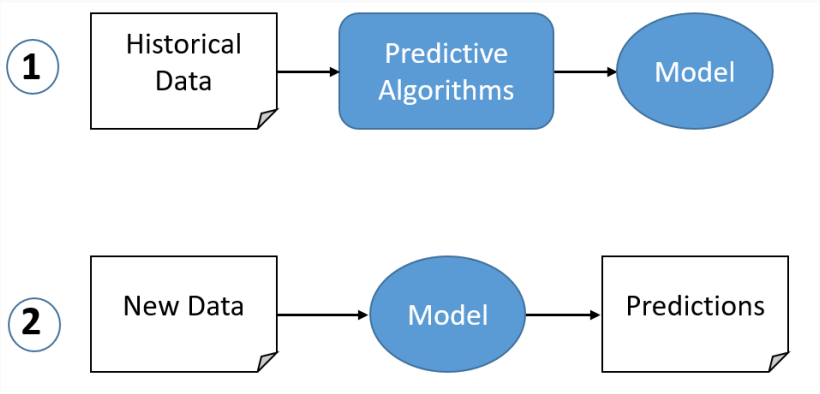 1
Historical
Data
Predictive
Algorithms
Model
2
New Data
Model
Predictions